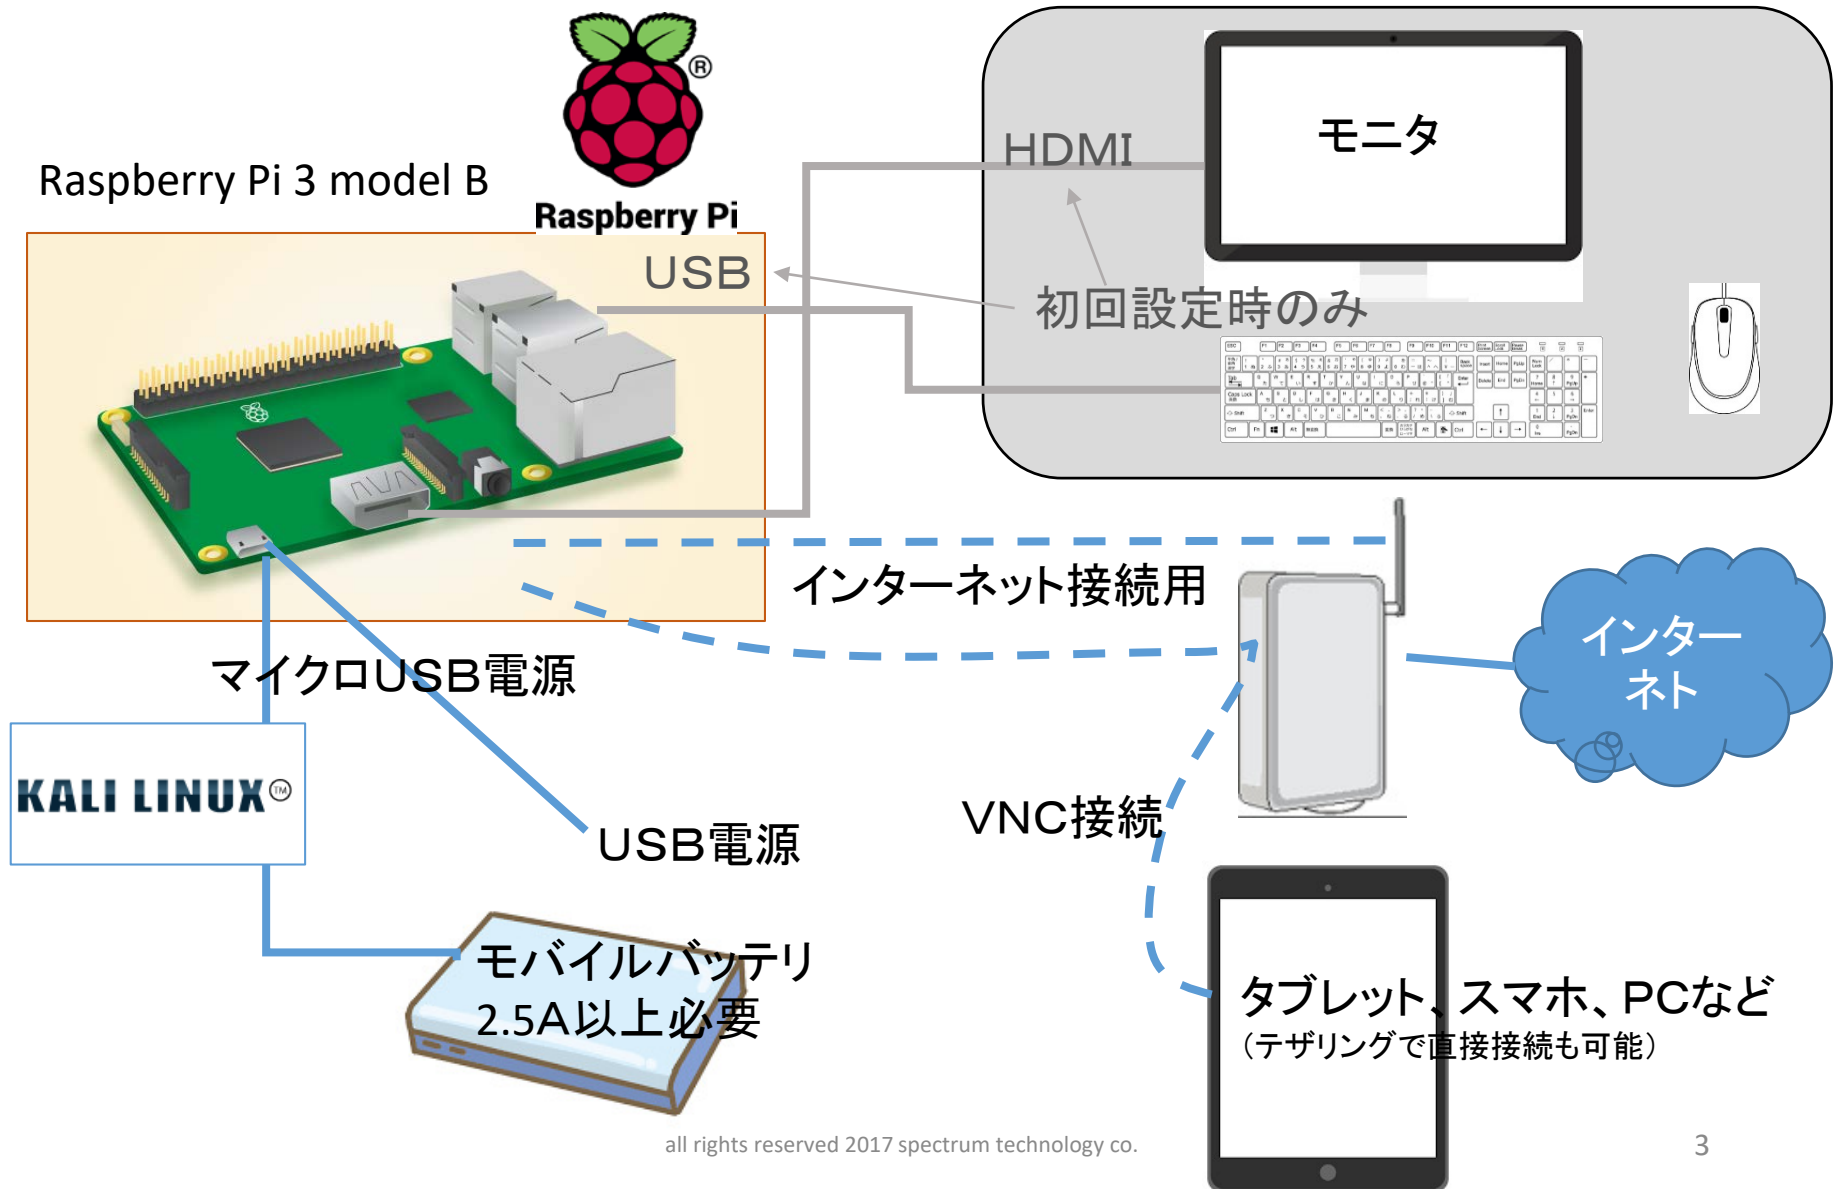 Raspberry Pi 3 model B
®
Raspberry Pi
HDMI
モニタ
USB
初回設定時のみ
インターネット接続用
インター
ネト
マイクロUSB電源
KALI LINUX™
USB電源
VNC接続
モバイルバッテリ
2.5A以上必要
タブレット、スマホ、PCなど
（テザリングで直接接続も可能）
all rights reserved 2017 spectrum technology co.
3